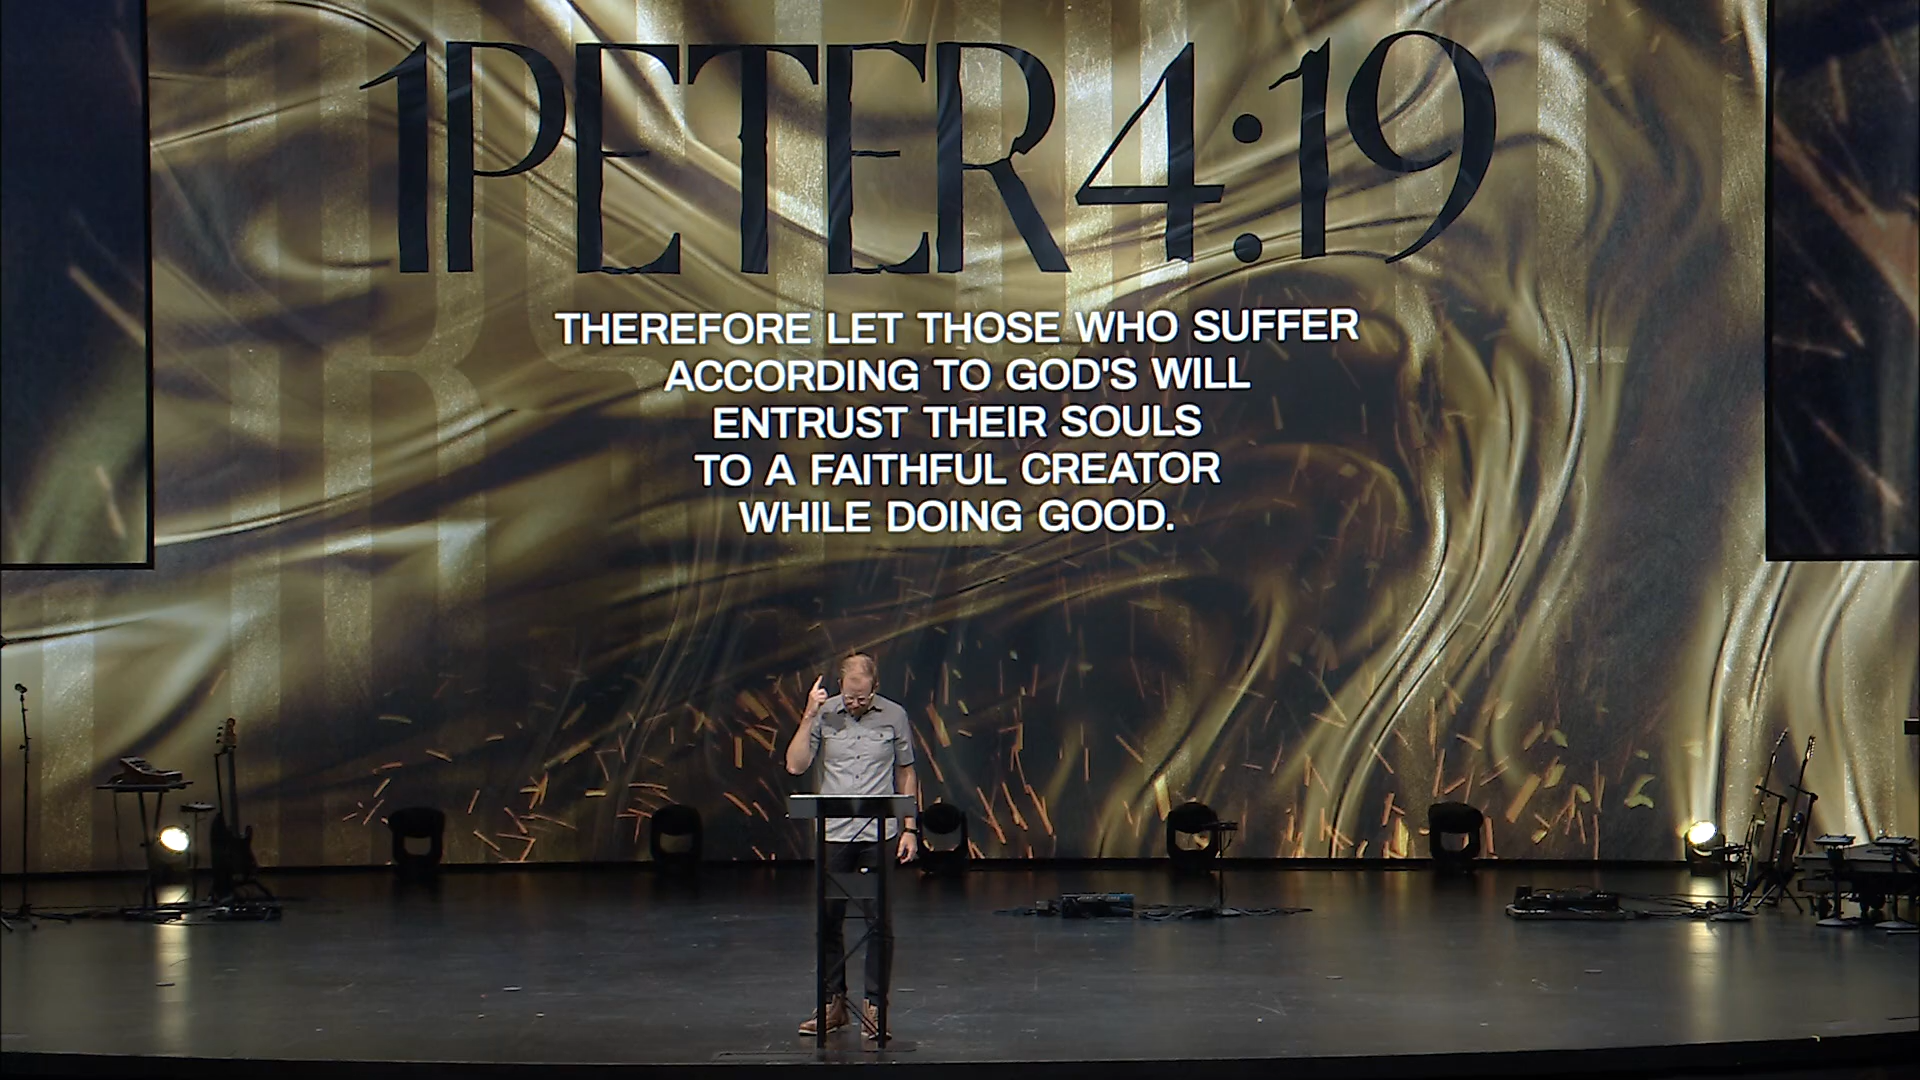 1PETER 4:19
THEREFORE LET THOSE WHO SUFFER
ACCORDING TO GOD'S WILL
ENTRUST THEIR SOULS
TO A FAITHFUL CREATOR
WHILE DOING GOOD.